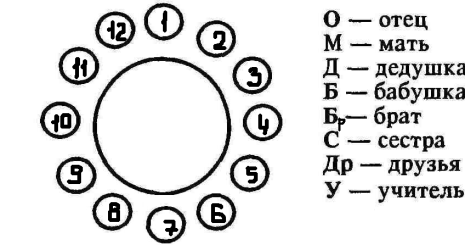 1
2
3
4
5
6
7
8
9
10
11
12
О — отец
М — мать
Д — дедушка
Б — бабушка
Бр — брат
С — сестра
Др — друзья
У — учитель